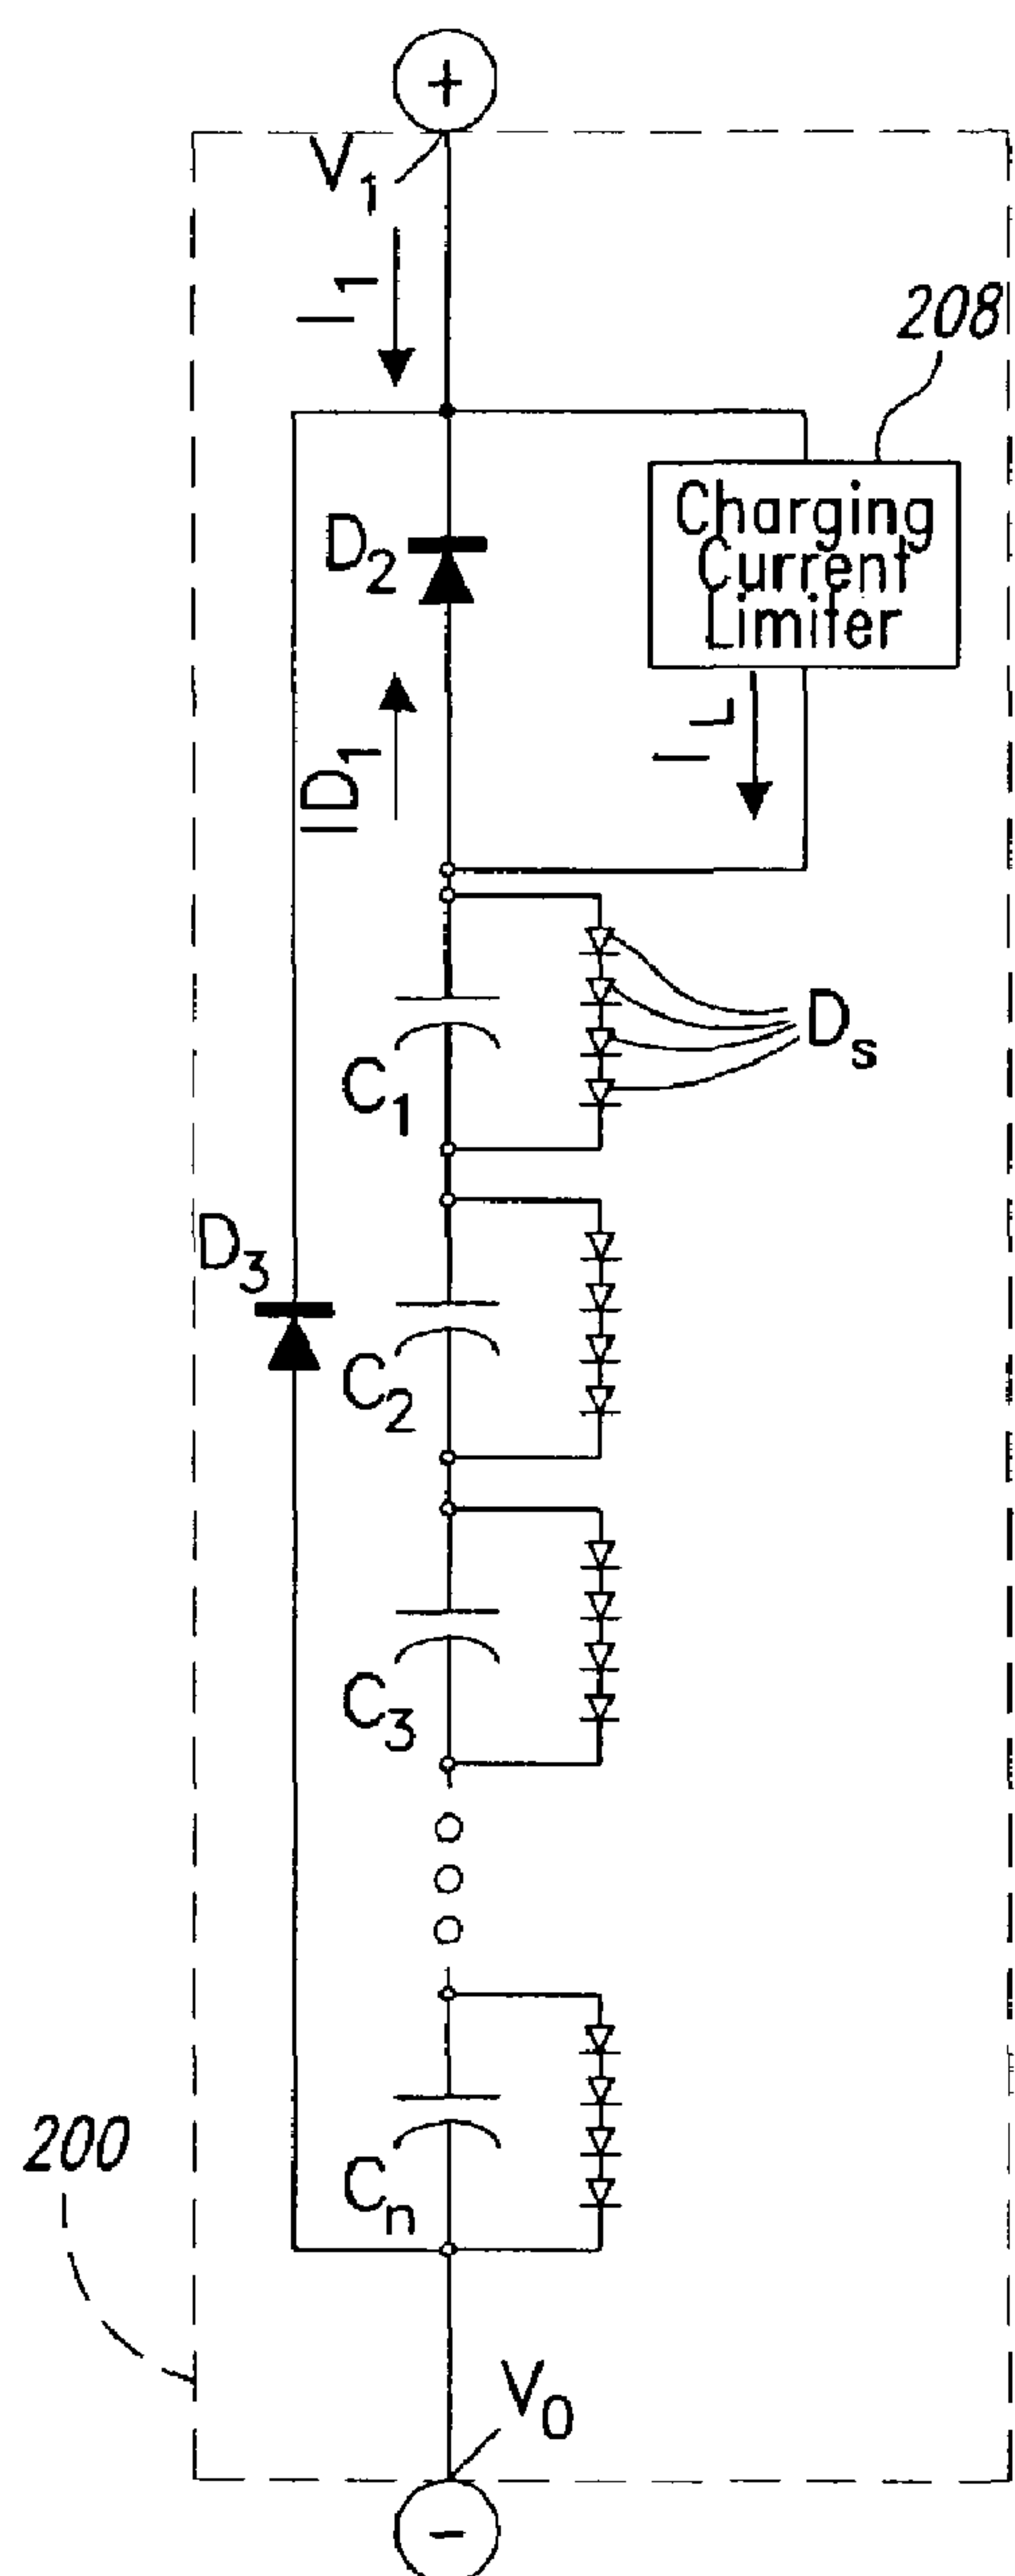 +
V1
I1
208
Charging
Current
Limiter
D2
IL
ID1
Ds
C1
D3
C2
C3
200
Cn
V0
-